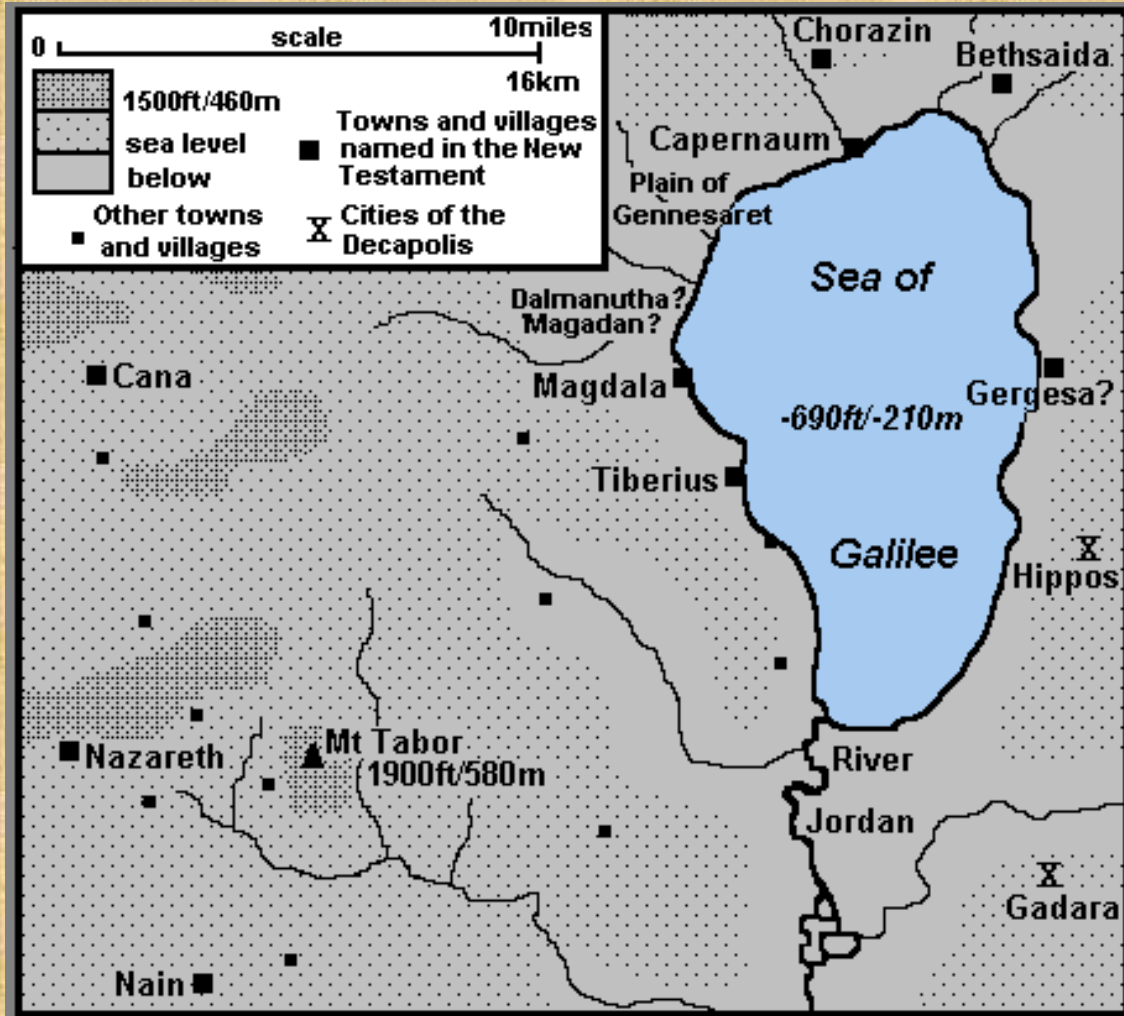 scale
0
10miles
16km
1500ft/460m
sea level
below
Towns and villages
named in the New
Testament
Other towns
and villages
Cities of the
Decapolis
Chorazin
Bethsaida
Capernaum
Plain of
Gennesaret
Sea of
Dalmanutha?
Magadan?
Cana
Magdala
Gergesa?
-690ft/-210m
Tiberius
Galilee
Hippos
Nazareth
Mt Tabor
1900ft/580m
River
Jordan
Gadara
Nain